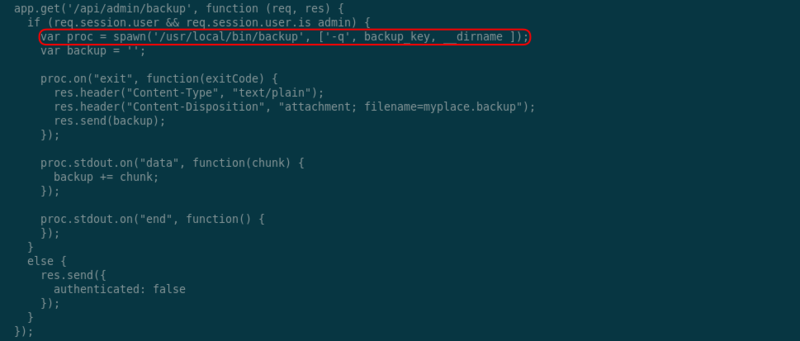 app.get('/api/admin/backup', function (req, res) {
  if (req.session.user && req.session.user.is_admin) {
    var proc = spawn('/usr/local/bin/backup', ['-q', backup_key, __dirname ]);
    var backup = '';

    proc.on("exit", function(exitCode) {
      res.header("Content-Type", "text/plain");
      res.header("Content-Disposition", "attachment; filename=myplace.backup");
      res.send(backup);
    });

    proc.stdout.on("data", function(chunk) {
      backup += chunk;
    });

    proc.stdout.on("end", function() {
    });
  }
  else {
    res.send({
      authenticated: false
    });
  }
});